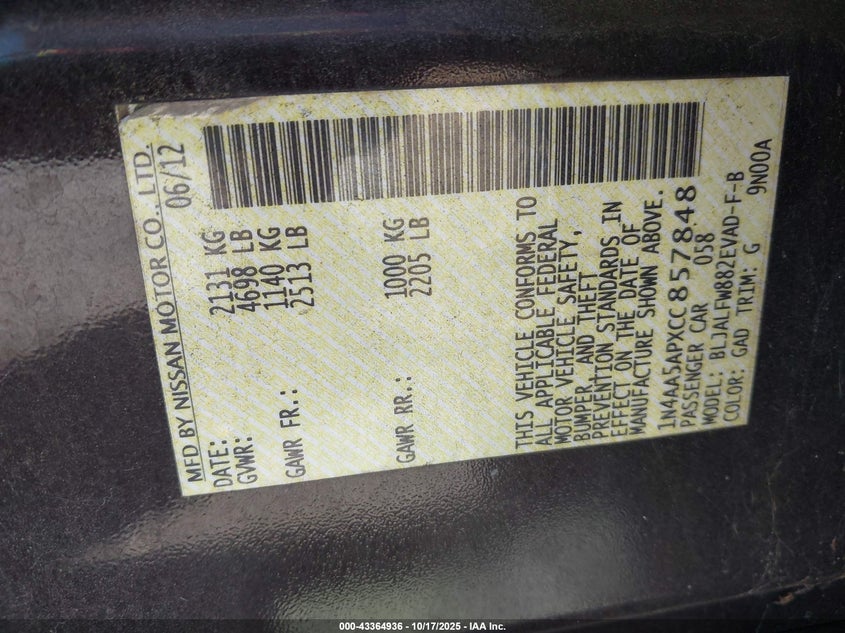 MFD BY NISSAN MOTOR CO., LTD.
DATE: 06/12
GVWR: 2131 KG
4698 LB
GAWR FR.: 1140 KG
2513 LB
GAWR RR.: 1000 KG
2205 LB
THIS VEHICLE CONFORMS TO
ALL APPLICABLE FEDERAL
MOTOR VEHICLE SAFETY,
BUMPER, AND THEFT
PREVENTION STANDARDS IN
EFFECT ON THE DATE OF
MANUFACTURE SHOWN ABOVE.
1N4AA5APXCC857848
PASSENGER CAR 058
MODEL: BLJALFW882EVAD-F-B
COLOR: GAD TRIM: G 9N00A
000-43364936 - 10/17/2025 - IAA Inc.